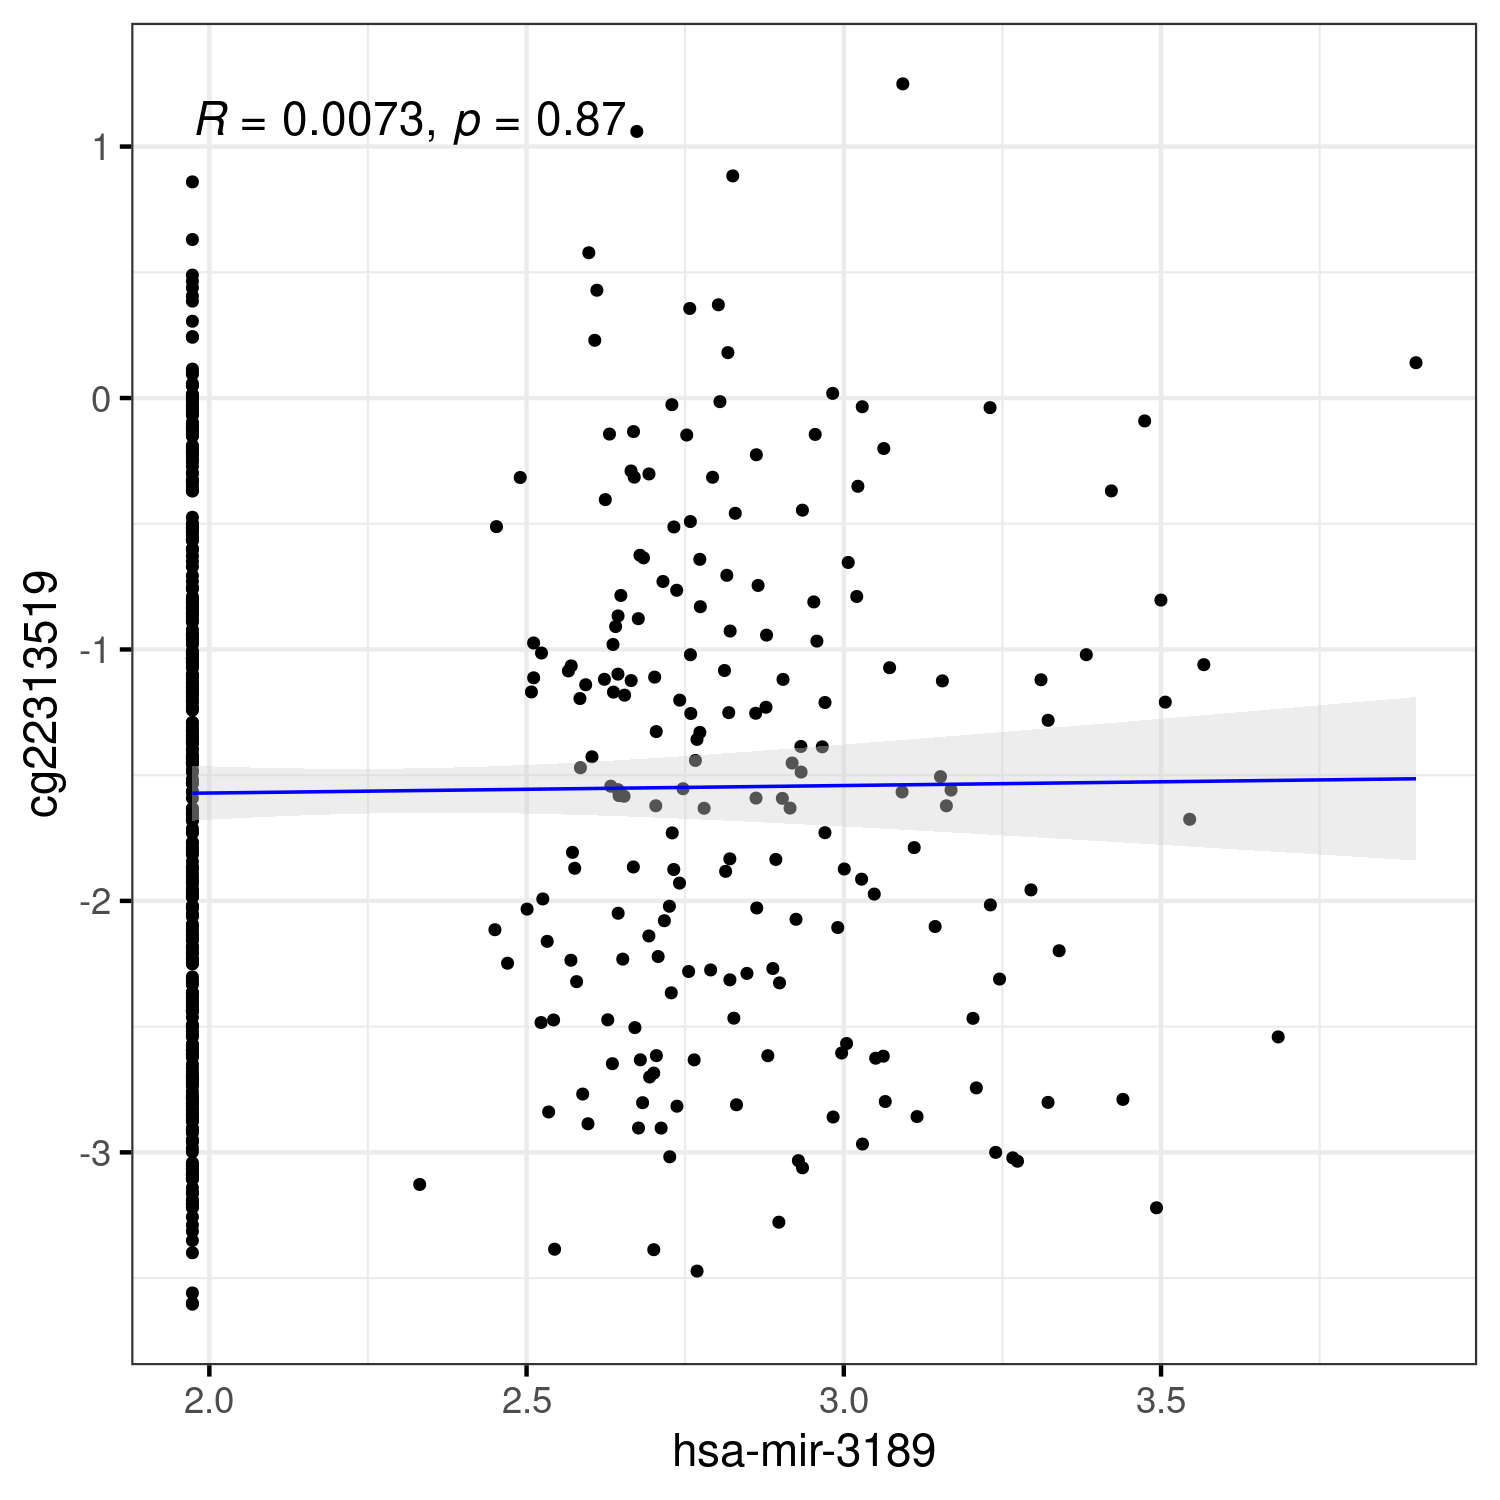 R = 0.0073, p = 0.87
1
0
-1
-2
-3
cg22313519
2.0 2.5 3.0 3.5
hsa-mir-3189